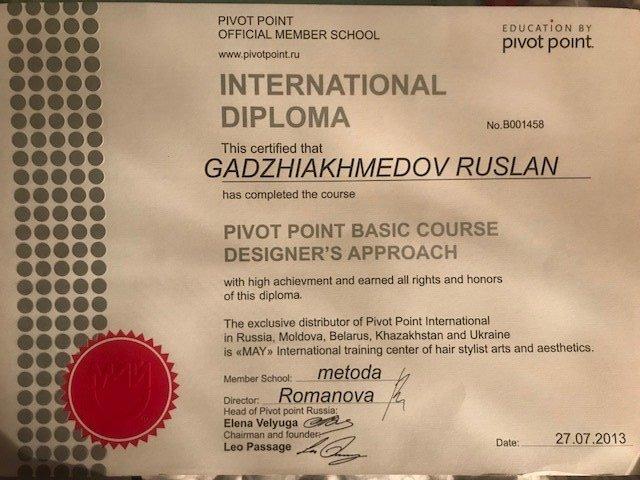 PIVOT POINT
OFFICIAL MEMBER SCHOOL
www.pivotpoint.ru
EDUCATION BY
pivot point.
INTERNATIONAL
DIPLOMA
No.B001458
This certified that
GADZHIAKHMEDOV RUSLAN
has completed the course
PIVOT POINT BASIC COURSE
DESIGNER'S APPROACH
with high achievment and earned all rights and honors
of this diploma.
The exclusive distributor of Pivot Point International
in Russia, Moldova, Belarus, Khazakhstan and Ukraine
is «MAY» International training center of hair stylist arts and aesthetics.
Member School: metoda
Director: Romanova
Head of Pivot point Russia:
Elena Velyuga
Chairman and founder:
Leo Passage
Date: 27.07.2013